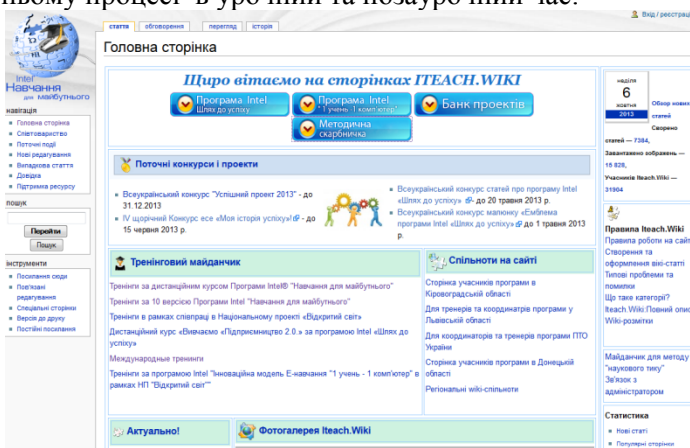 ньому процесі в урочний та позаурочний час.
Вхід / реєстрація
стаття
обговорення
перегляд
історія
Головна сторінка
Intel
Навчання
для майбутнього
навігація
Головна сторінка
Співтовариство
Поточні події
Нові редагування
Випадкова стаття
Довідка
Підтримка ресурсу
пошук
Перейти
Пошук
інструменти
Посилання сюди
Пов'язані
редагування
Спеціальні сторінки
Версія до друку
Постійні посилання
Щиро вітаємо на сторінках ITEACH.WIKI
Програма Intel
Шлях до успіху
Програма Intel
"1 учень - 1 комп'ютер"
Банк проектів
Методична
скарбничка
Поточні конкурси і проекти
Всеукраїнський конкурс "Успішний проект 2013" - до
31.12.2013
IV щорічний Конкурс есе «Моя історія успіху»! - до
15 червня 2013 р.
Всеукраїнський конкурс статей про програму Intel
«Шлях до успіху» - до 20 травня 2013 р.
Всеукраїнський конкурс малюнку «Емблема
програми Intel «Шлях до успіху» до 1 травня 2013
р.
Тренінговий майданчик
Тренінги за дистанційним курсом Програми Intel® "Навчання для майбутнього"
Тренінги за 10 версією Програми Intel "Навчання для майбутнього"
Тренінги в рамках співпраці в Національному проекті «Відкритий світ»
Дистанційний курс «Вивчаємо «Підприємництво 2.0.» за програмою Intel «Шлях до
успіху»
Международные тренинги
Тренінги за програмою Intel "Інноваційна модель Е-навчання "1 учень - 1 комп'ютер" в
рамках НП "Відкритий світ""
Спільноти на сайті
Сторінка учасників програми в
Кіровоградській області
Для тренерів та координатрів програми у
Львівській області
Для координаторів та тренерів програми ПТО
України
Сторінка учасників програми в Донецькій
області
Регіональні wiki-спільноти
Актуально!
Фотогалерея Iteach.Wiki
неділя
6
жовтня
2013
Обзор нових
статей
Сворено
статей — 7384,
Завантажено зображень —
16 828,
Учасників Iteach.Wiki —
31904
Правила Iteach.Wiki
Правила роботи на сайті
Створення та
оформлення вікі-статті
Типові проблеми та
помилки
Що таке категорії?
Iteach.Wiki:Повний опис
Wiki-розмітки
Майданчик для методу
"наукового тику"
Зв'язок з
адміністратором
Статистика
Нові статі
Популярні сторінки